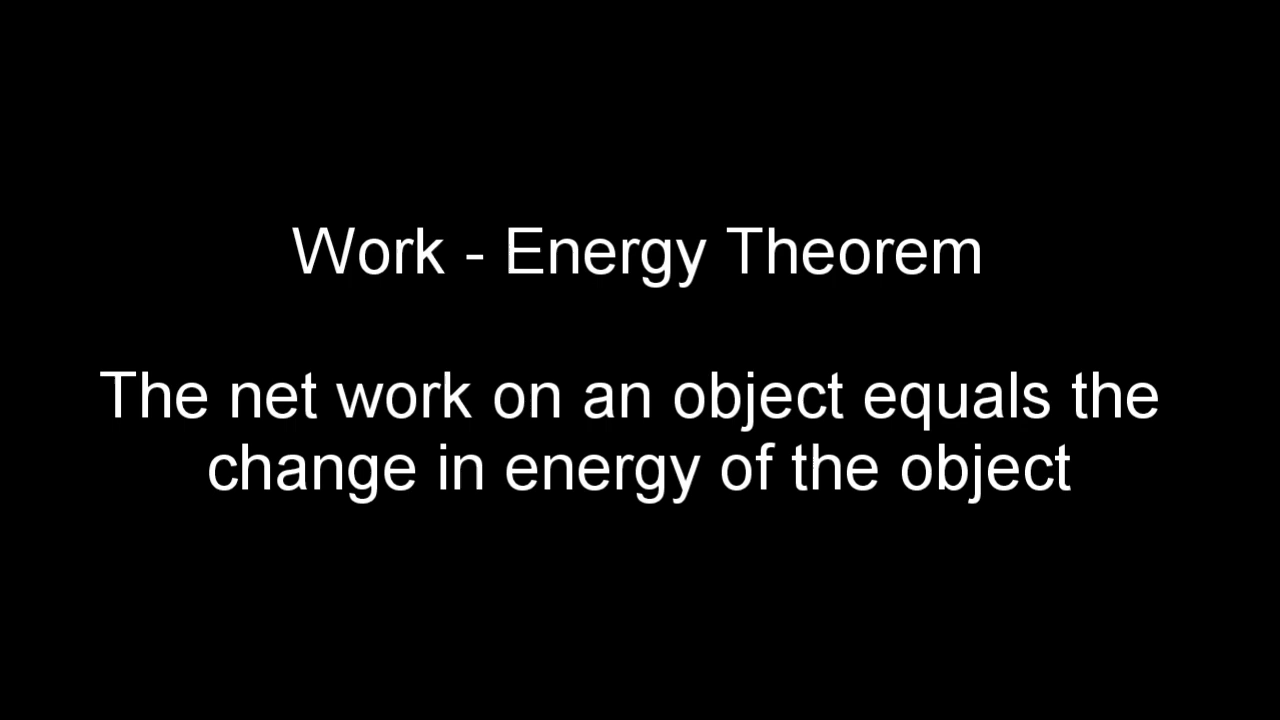 Work - Energy Theorem
The net work on an object equals the
change in energy of the object